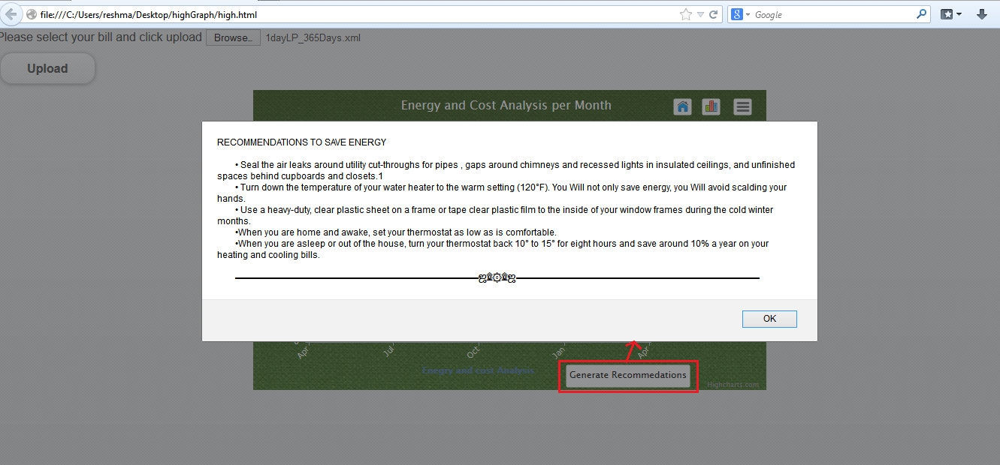 file:///C:/Users/reshma/Desktop/highGraph/high.html
8 Google
Please select your bill and click upload Browse.. 1dayLP_365Days.xml
Upload
Energy and Cost Analysis per Month
RECOMMENDATIONS TO SAVE ENERGY
• Seal the air leaks around utility cut-throughs for pipes , gaps around chimneys and recessed lights in insulated ceilings, and unfinished
spaces behind cupboards and closets.1
• Turn down the temperature of your water heater to the warm setting (120°F). You Will not only save energy, you Will avoid scalding your
hands.
• Use a heavy-duty, clear plastic sheet on a frame or tape clear plastic film to the inside of your window frames during the cold winter
months.
•When you are home and awake, set your thermostat as low as is comfortable.
•When you are asleep or out of the house, turn your thermostat back 10° to 15° for eight hours and save around 10% a year on your
heating and cooling bills.
OK
Apr Jul Oct Jan Apr
Eneqry and cost Analysis
Generate Recommedations
Highcharts.com